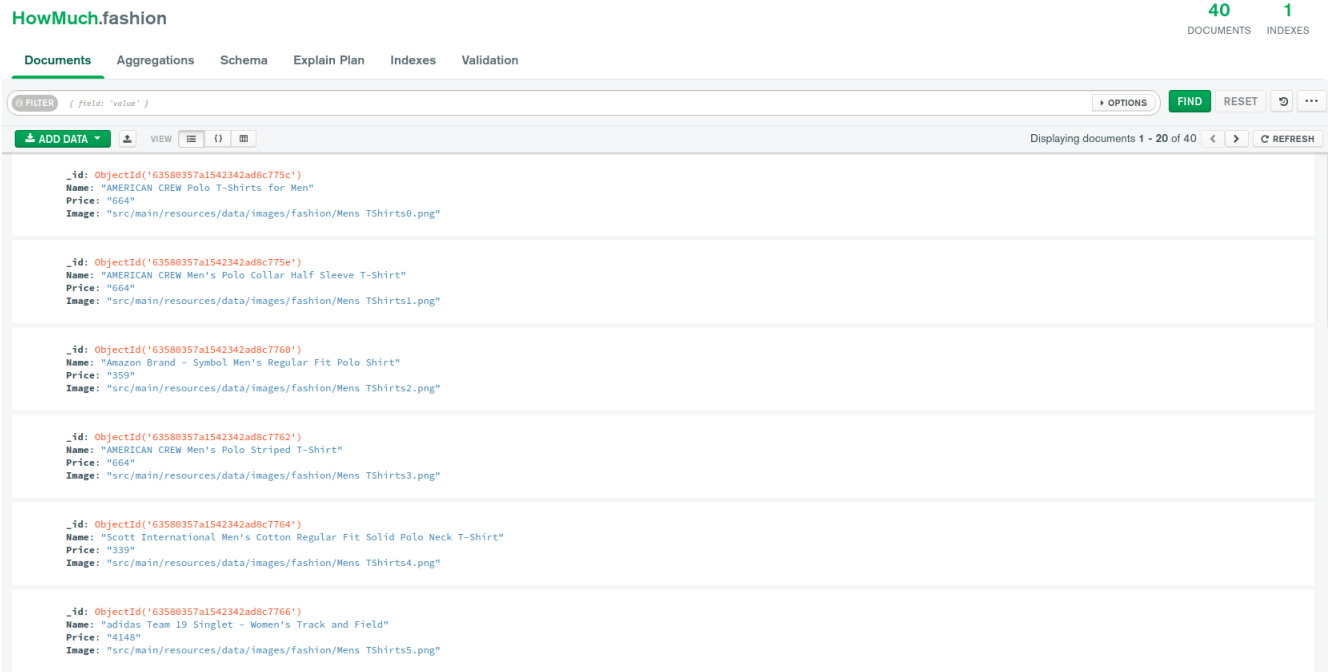 HowMuch.fashion
40 DOCUMENTS 1 INDEXES
Documents Aggregations Schema Explain Plan Indexes Validation
FILTER { field: 'value' } OPTIONS FIND RESET
ADD DATA VIEW {} Displaying documents 1 - 20 of 40 REFRESH
_id: ObjectId('63580357a1542342ad8c775c')
Name: "AMERICAN CREW Polo T-Shirts for Men"
Price: "664"
Image: "src/main/resources/data/images/fashion/Mens TShirts0.png"
_id: ObjectId('63580357a1542342ad8c775e')
Name: "AMERICAN CREW Men's Polo Collar Half Sleeve T-Shirt"
Price: "664"
Image: "src/main/resources/data/images/fashion/Mens TShirts1.png"
_id: ObjectId('63580357a1542342ad8c7760')
Name: "Amazon Brand - Symbol Men's Regular Fit Polo Shirt"
Price: "359"
Image: "src/main/resources/data/images/fashion/Mens TShirts2.png"
_id: ObjectId('63580357a1542342ad8c7762')
Name: "AMERICAN CREW Men's Polo Striped T-Shirt"
Price: "664"
Image: "src/main/resources/data/images/fashion/Mens TShirts3.png"
_id: ObjectId('63580357a1542342ad8c7764')
Name: "Scott International Men's Cotton Regular Fit Solid Polo Neck T-Shirt"
Price: "339"
Image: "src/main/resources/data/images/fashion/Mens TShirts4.png"
_id: ObjectId('63580357a1542342ad8c7766')
Name: "adidas Team 19 Singlet - Women's Track and Field"
Price: "4148"
Image: "src/main/resources/data/images/fashion/Mens TShirts5.png"